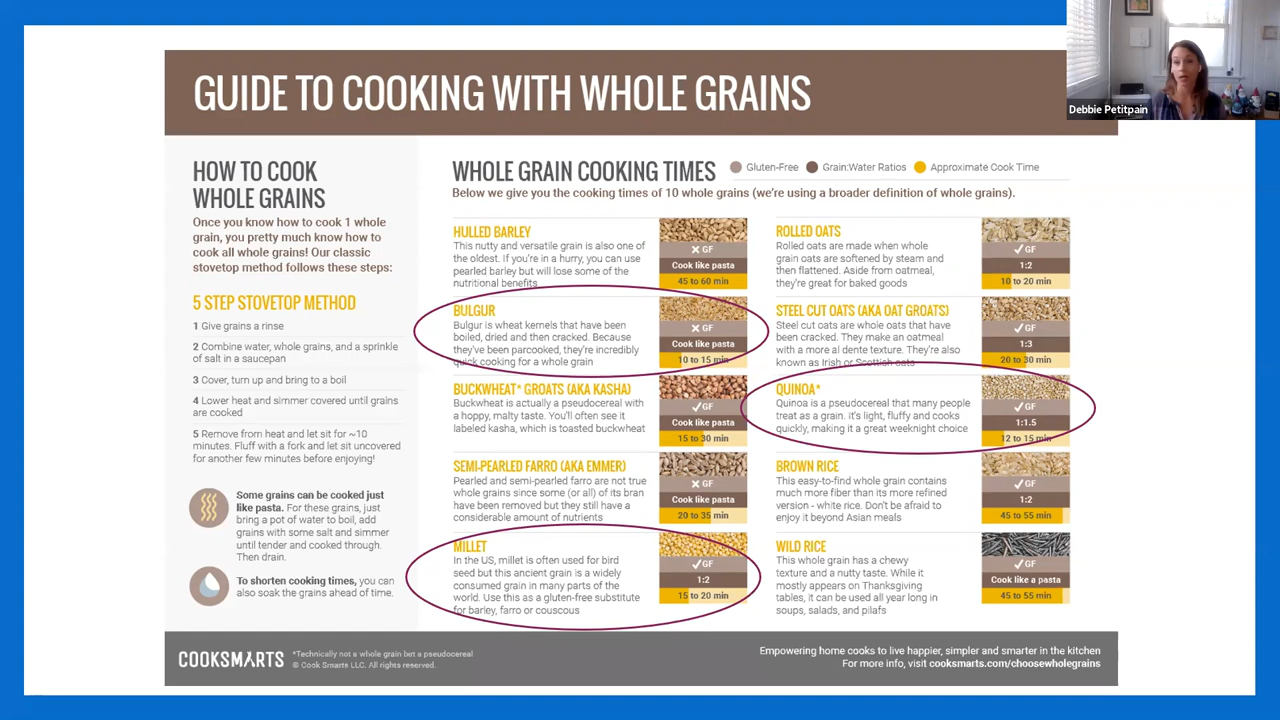 Debbie Petitpain
GUIDE TO COOKING WITH WHOLE GRAINS
HOW TO COOK
WHOLE GRAINS
Once you know how to cook 1 whole
grain, you pretty much know how to
cook all whole grains! Our classic
stovetop method follows these steps:
5 STEP STOVETOP METHOD
1 Give grains a rinse
2 Combine water, whole grains, and a sprinkle
of salt in a saucepan
3 Cover, turn up and bring to a boil
4 Lower heat and simmer covered until grains
are cooked
5 Remove from heat and let sit for ~10
minutes. Fluff with a fork and let sit uncovered
for another few minutes before enjoying!
Some grains can be cooked just
like pasta. For these grains, just
bring a pot of water to boil, add
grains with some salt and simmer
until tender and cooked through.
Then drain.
To shorten cooking times, you can
also soak the grains ahead of time.
WHOLE GRAIN COOKING TIMES
Gluten-Free
Grain:Water Ratios
Approximate Cook Time
Below we give you the cooking times of 10 whole grains (we're using a broader definition of whole grains).
HULLED BARLEY
This nutty and versatile grain is also one of
the oldest. If you're in a hurry, you can use
pearled barley but will lose some of the
nutritional benefits
GF
Cook like pasta
45 to 60 min
BULGUR
Bulgur is wheat kernels that have been
boiled, dried and then cracked. Because
they've been parcooked, they're incredibly
quick cooking for a whole grain
GF
Cook like pasta
10 to 15 min
BUCKWHEAT* GROATS (AKA KASHA)
Buckwheat is actually a pseudocereal with
a hoppy, malty taste. You'll often see it
labeled kasha, which is toasted buckwheat
GF
Cook like pasta
15 to 30 min
SEMI-PEARLED FARRO (AKA EMMER)
Pearled and semi-pearled farro are not true
whole grains since some (or all) of its bran
have been removed but they still have a
considerable amount of nutrients
GF
Cook like pasta
20 to 35 min
MILLET
In the US, millet is often used for bird
seed but this ancient grain is a widely
consumed grain in many parts of the
world. Use this as a gluten-free substitute
for barley, farro or couscous
GF
1:2
15 to 20 min
ROLLED OATS
Rolled oats are made when whole
grain oats are softened by steam and
then flattened. Aside from oatmeal,
they're great for baked goods
GF
1:2
10 to 20 min
STEEL CUT OATS (AKA OAT GROATS)
Steel cut oats are whole oats that have
been cracked. They make an oatmeal
with a more al dente texture. They're also
known as Irish or Scottish oats
GF
1:3
20 to 30 min
QUINOA*
Quinoa is a pseudocereal that many people
treat as a grain. it's light, fluffy and cooks
quickly, making it a great weeknight choice
GF
1:1.5
12 to 15 min
BROWN RICE
This easy-to-find whole grain contains
much more fiber than its more refined
version - white rice. Don't be afraid to
enjoy it beyond Asian meals
GF
1:2
45 to 55 min
WILD RICE
This whole grain has a chewy
texture and a nutty taste. While it
mostly appears on Thanksgiving
tables, it can be used all year long in
soups, salads, and pilafs
GF
Cook like a pasta
45 to 55 min
COOKSMARTS
*Technically not a whole grain but a pseudocereal
© Cook Smarts LLC. All rights reserved.
Empowering home cooks to live happier, simpler and smarter in the kitchen
For more info, visit cooksmarts.com/choosewholegrains